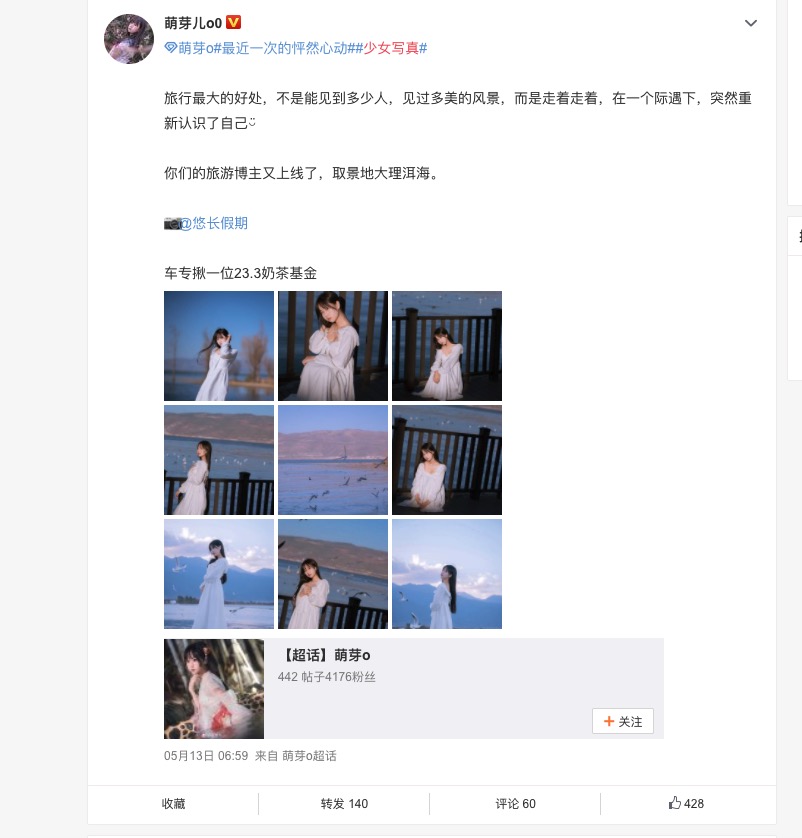 萌芽儿o0
萌芽o#最近一次的怦然心动##少女写真#
旅行最大的好处，不是能见到多少人，见过多美的风景，而是走着走着，在一个际遇下，突然重
新认识了自己
你们的旅游博主又上线了，取景地大理洱海。
@悠长假期
车专揪一位23.3奶茶基金
【超话】萌芽o
442 帖子4176粉丝
+ 关注
05月13日 06:59 来自 萌芽o超话
收藏
转发 140
评论 60
428